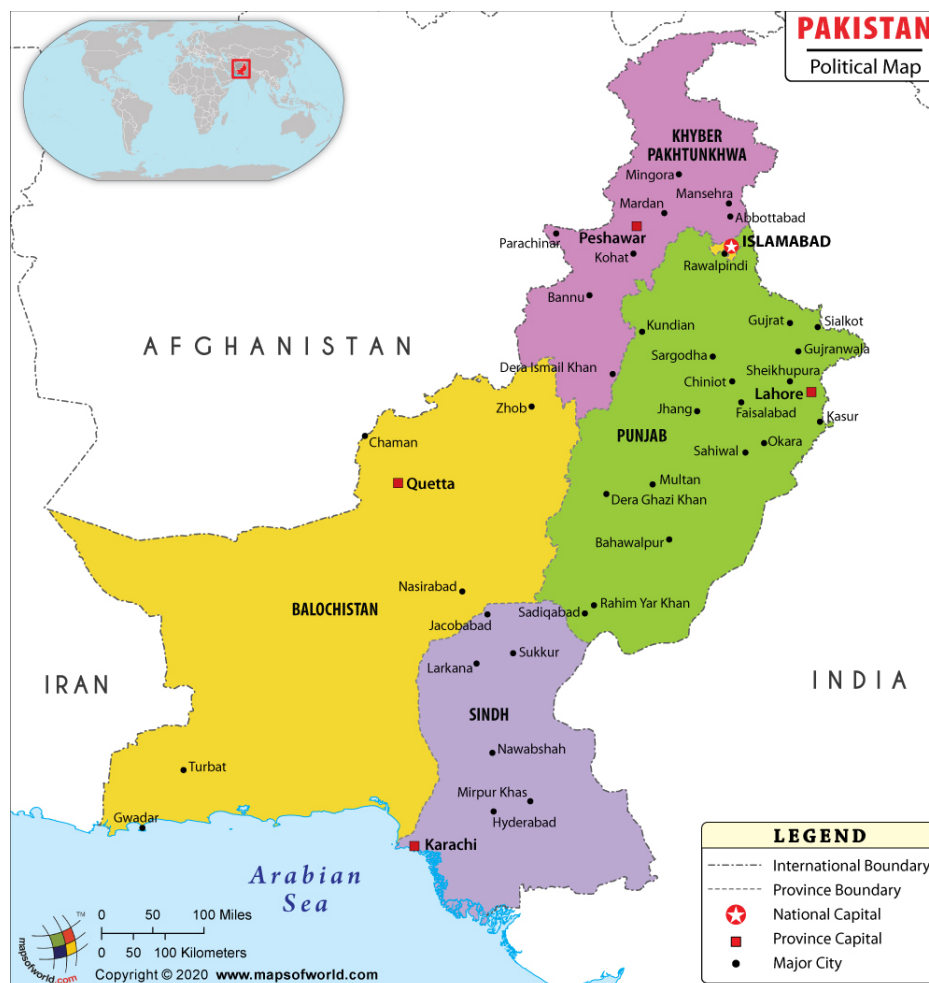 PAKISTAN
Political Map
KHYBER
PAKHTUNKHWA
Mingora
Mansehra
Mardan
Abbottabad
Peshawar
Parachinar
ISLAMABAD
Kohat
Rawalpindi
Bannu
Kundian
Gujrat
Sialkot
AFGHANISTAN
Sargodha
Gujranwala
Dera Ismail Khan
Sheikhupura
Chiniot
Lahore
Zhob
Jhang
Faisalabad
Kasur
Chaman
PUNJAB
Okara
Sahiwal
Quetta
Multan
Dera Ghazi Khan
Bahawalpur
Nasirabad
BALOCHISTAN
Rahim Yar Khan
Sadiqabad
Jacobabad
Sukkur
Larkana
IRAN
INDIA
SINDH
Nawabshah
Turbat
Mirpur Khas
Gwadar
Hyderabad
Karachi
Arabian
Sea
LEGEND
International Boundary
Province Boundary
National Capital
Province Capital
Major City
TM
0 50 100 Miles
0 50 100 Kilometers
mapsofworld.com
Copyright © 2020 www.mapsofworld.com